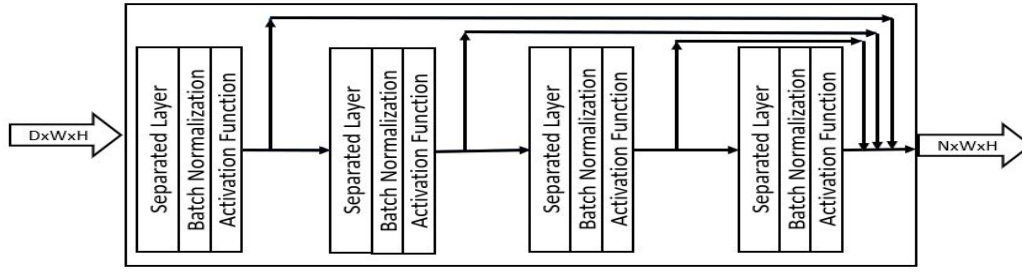 DxWxH
Separated Layer
Batch Normalization
Activation Function
Separated Layer
Batch Normalization
Activation Function
Separated Layer
Batch Normalization
Activation Function
Separated Layer
Batch Normalization
Activation Function
NxWxH